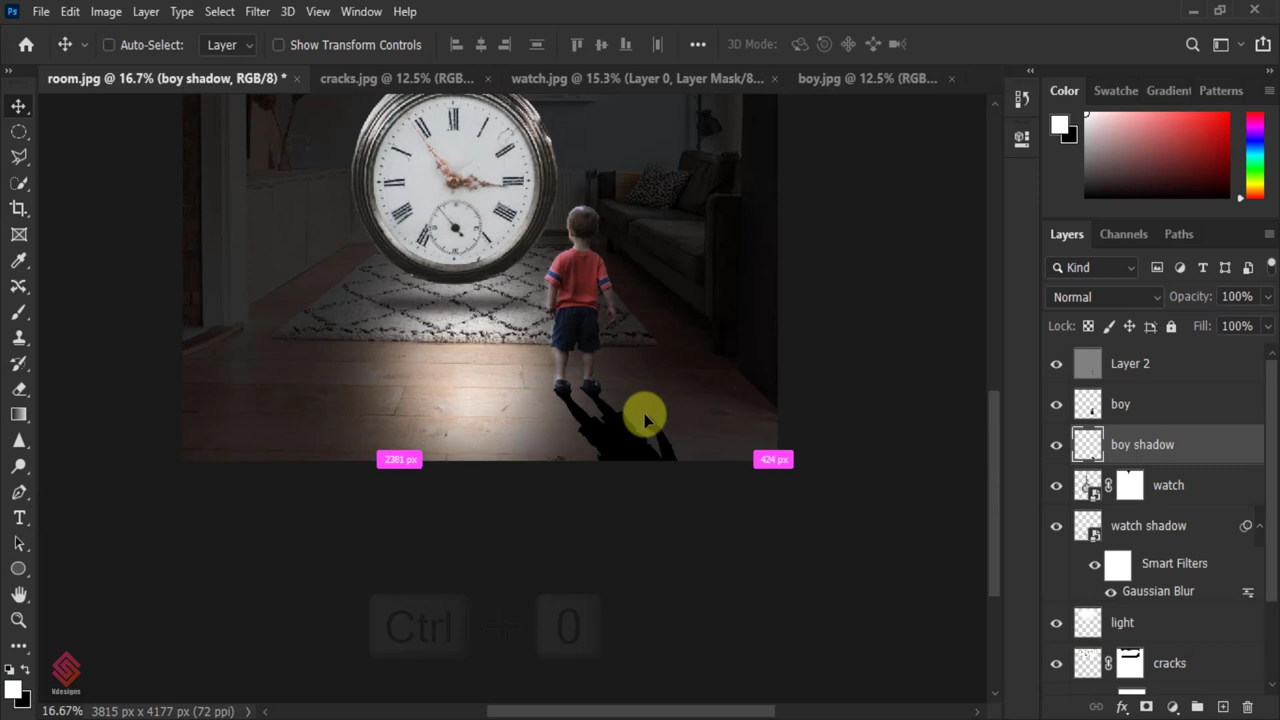 Ps File Edit Image Layer Type Select Filter 3D View Window Help
Auto-Select: Layer Show Transform Controls 3D Mode:
room.jpg @ 16.7% (boy shadow, RGB/8) * × cracks.jpg @ 12.5% (RGB... × watch.jpg @ 15.3% (Layer 0, Layer Mask/8... × boy.jpg @ 12.5% (RGB... ×
Color Swatche Gradient Patterns
Layers Channels Paths
Kind
Normal Opacity: 100%
Lock: Fill: 100%
Layer 2
boy
boy shadow
watch
watch shadow
Smart Filters
Gaussian Blur
light
cracks
2381 px 424 px
Ctrl + 0
Ndesigns
16.67% 3815 px x 4177 px (72 ppi)